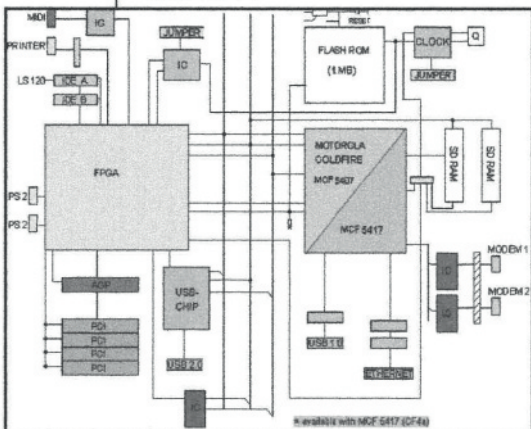 MIDI
IC
RESET
PRINTER
JUMPER
FLASH ROM
(1 MB)
CLOCK
Q
LS120
IDE A
IDE B
IC
JUMPER
FPGA
MOTOROLA
COLDFIRE
MCF 5407
MCF 5417
SD RAM
SD RAM
PS 2
PS 2
AGP
USB-
CHIP
IC
MODEM 1
IC
MODEM 2
PCI
PCI
PCI
PCI
USB 2.0
USB 1.0
ETHERNET
IC
* available with MCF 5417 (CF4e)